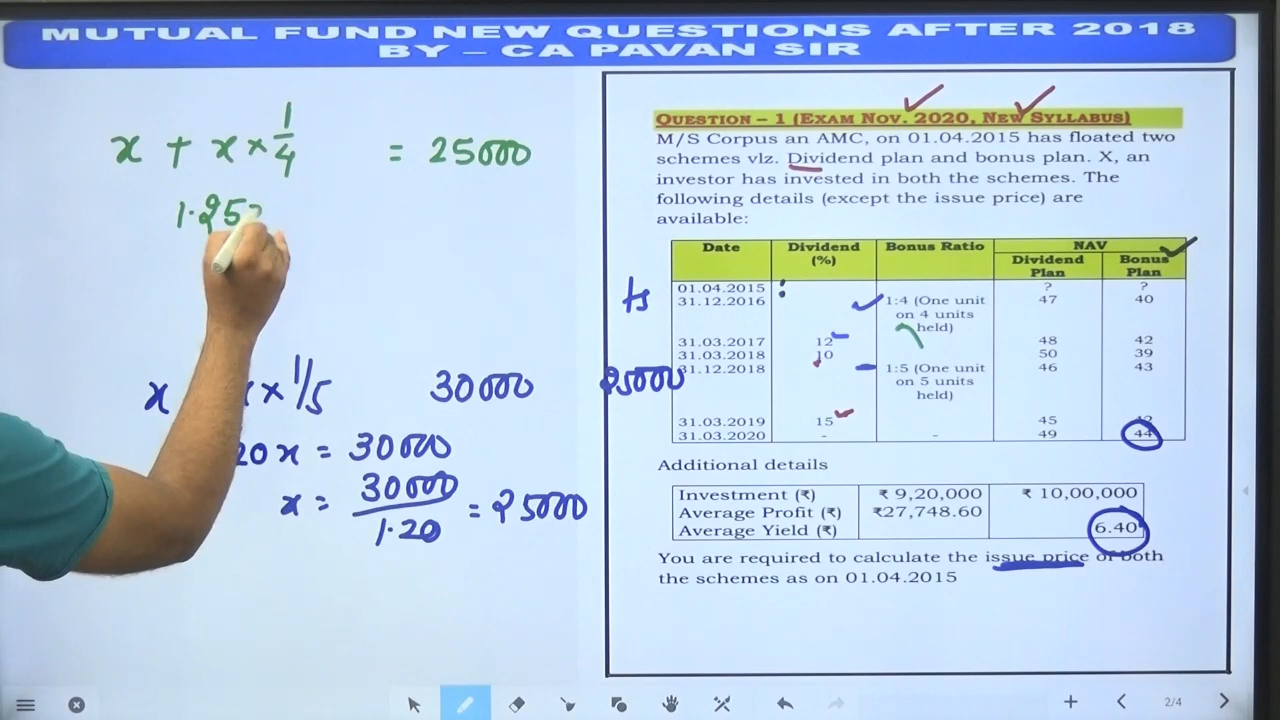 MUTUAL FUND NEW QUESTIONS AFTER 2018
BY – CA PAVAN SIR
x + x × 1/4 = 25000
1.25
x x × 1/5 30000 25000
20 x = 30000
x = 30000 / 1.20 = 25000
QUESTION – 1 (EXAM NOV. 2020, NEW SYLLABUS)
M/S Corpus an AMC, on 01.04.2015 has floated two
schemes vlz. Dividend plan and bonus plan. X, an
investor has invested in both the schemes. The
following details (except the issue price) are
available:
Date Dividend (%) Bonus Ratio NAV
Dividend Plan Bonus Plan
01.04.2015 ? ?
31.12.2016 1:4 (One unit on 4 units held) 47 40
31.03.2017 12 48 42
31.03.2018 10 50 39
31.12.2018 1:5 (One unit on 5 units held) 46 43
31.03.2019 15 45
31.03.2020 - - 49 44
Additional details
Investment (₹) ₹ 9,20,000 ₹ 10,00,000
Average Profit (₹) ₹27,748.60
Average Yield (₹) 6.40
You are required to calculate the issue price of both
the schemes as on 01.04.2015
2/4